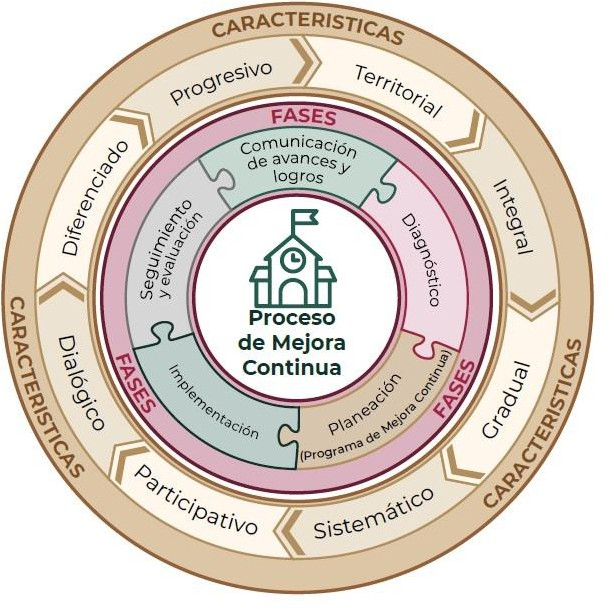 CARACTERISTICAS
Progresivo
Territorial
Integral
Gradual
Sistemático
Participativo
Dialógico
Diferenciado
CARACTERISTICAS
CARACTERISTICAS
FASES
Comunicación
de avances y
logros
Diagnóstico
Planeación
(Programa de Mejora Continua)
Implementación
Seguimiento
y evaluación
FASES
FASES
Proceso
de Mejora
Continua